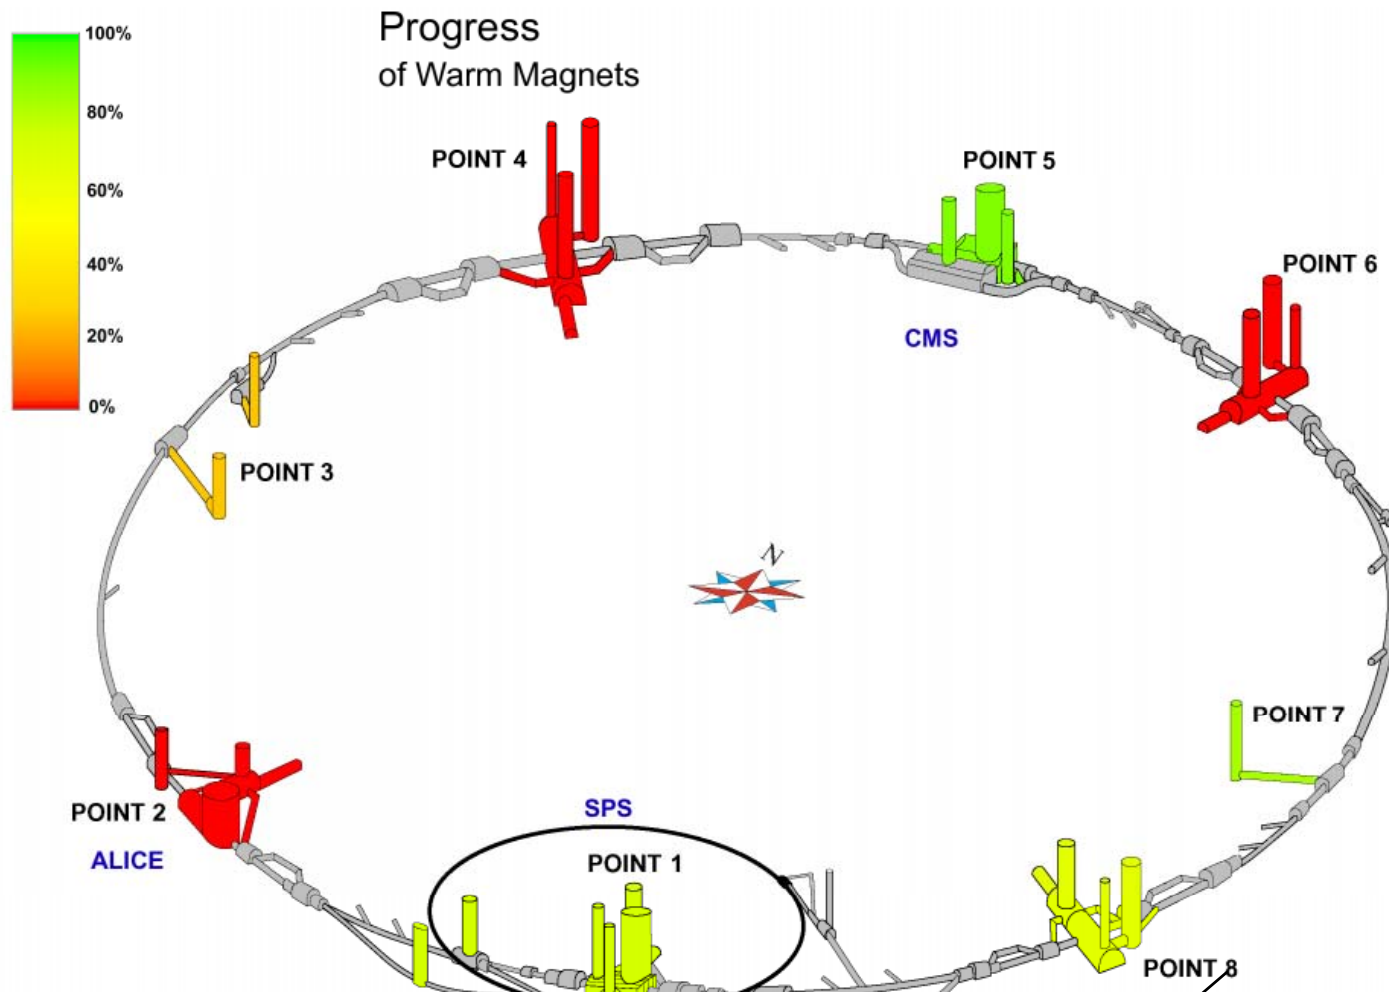 Progress
of Warm Magnets
100%
80%
60%
40%
20%
0%
POINT 4
POINT 5
POINT 6
CMS
POINT 3
N
POINT 7
POINT 2
ALICE
SPS
POINT 1
POINT 8